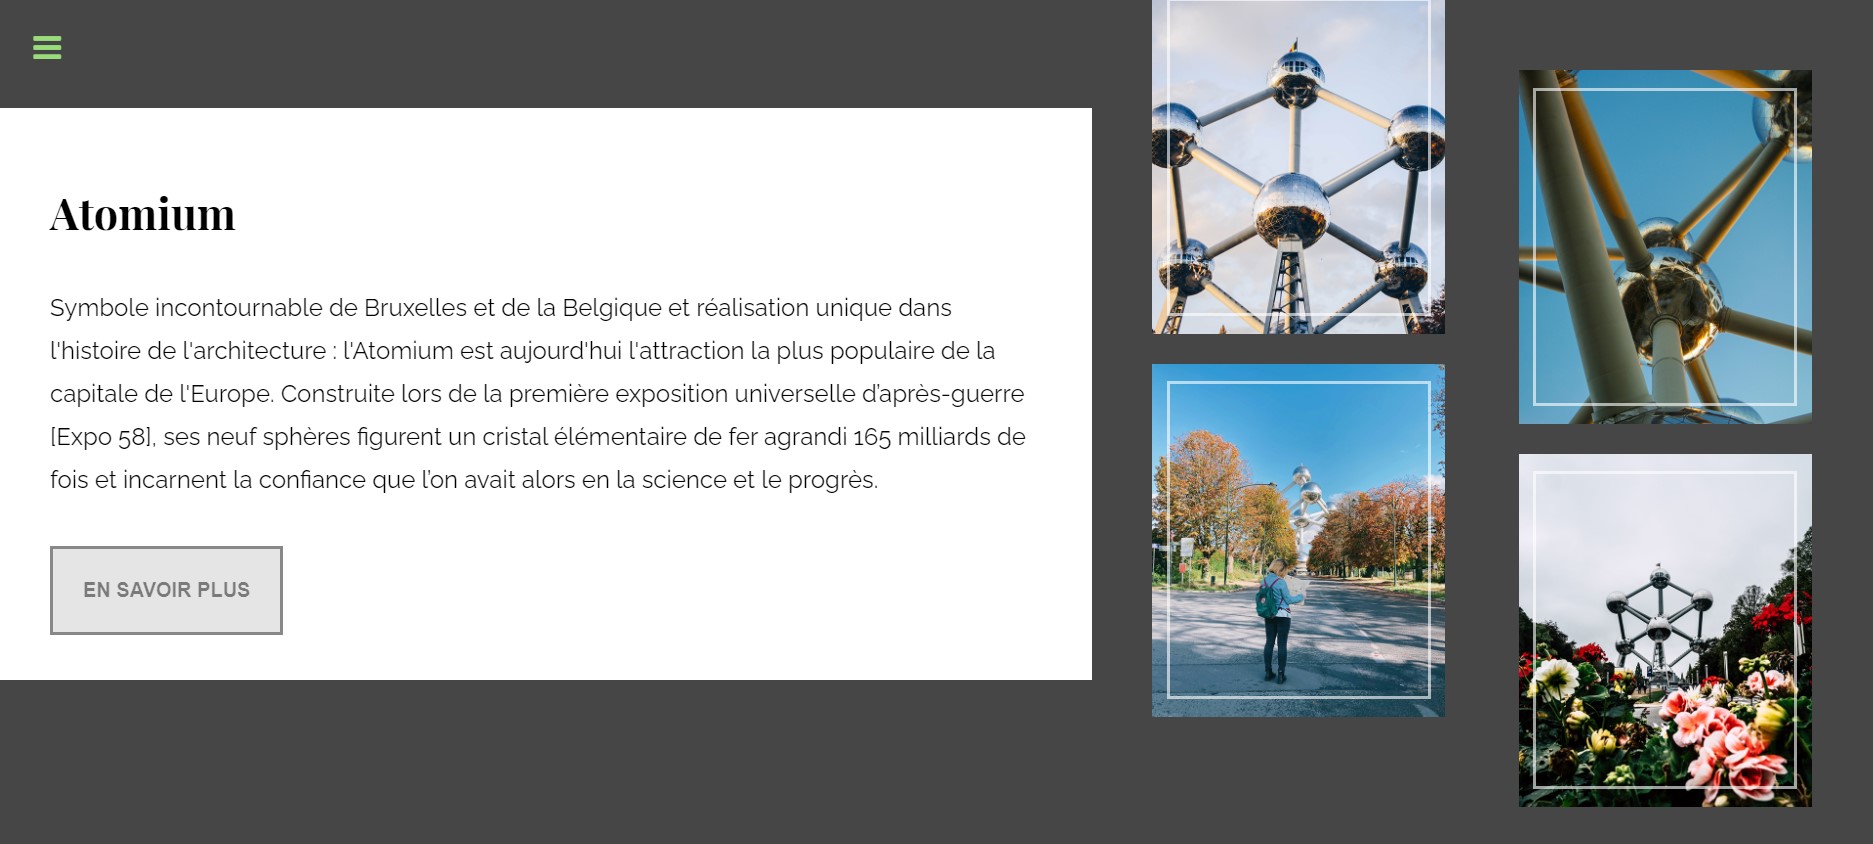 Atomium
Symbole incontournable de Bruxelles et de la Belgique et réalisation unique dans
l'histoire de l'architecture : l'Atomium est aujourd'hui l'attraction la plus populaire de la
capitale de l'Europe. Construite lors de la première exposition universelle d’après-guerre
[Expo 58], ses neuf sphères figurent un cristal élémentaire de fer agrandi 165 milliards de
fois et incarnent la confiance que l’on avait alors en la science et le progrès.
EN SAVOIR PLUS